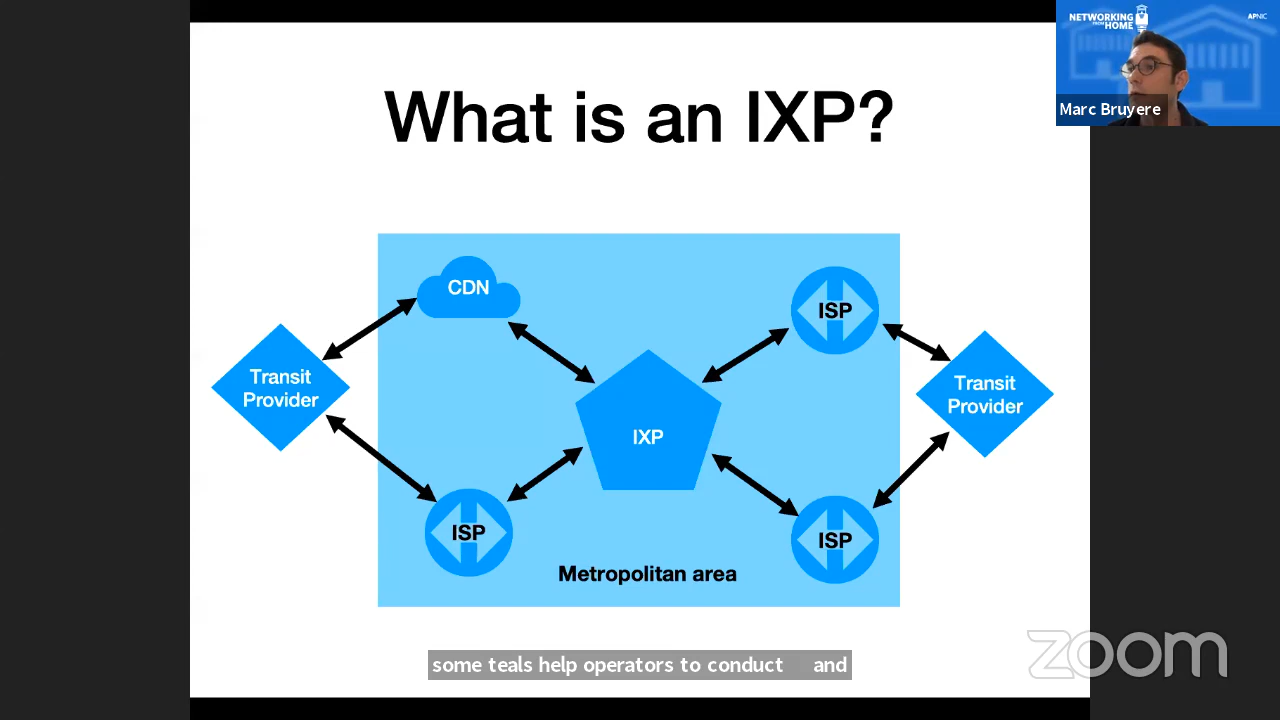 NETWORKING
FROM
HOME
APNIC
Marc Bruyere
What is an IXP?
CDN
ISP
Transit
Provider
Transit
Provider
IXP
ISP
ISP
Metropolitan area
some teals help operators to conduct and
zoom